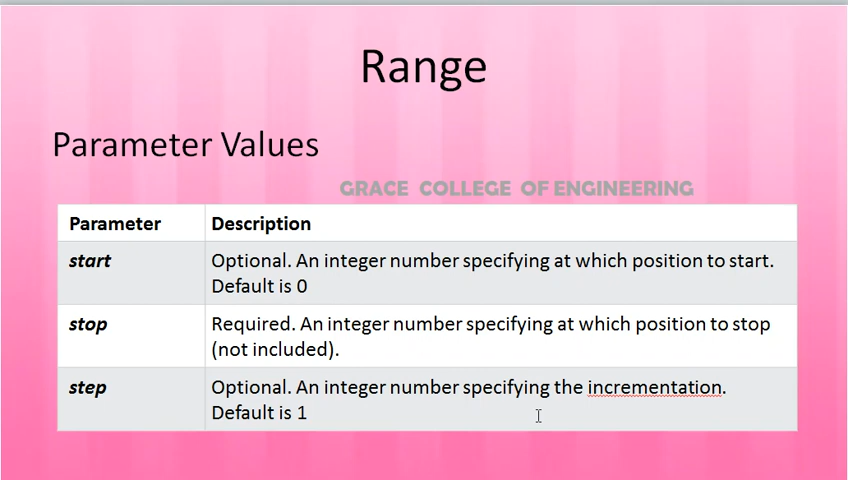 Range
Parameter Values
GRACE COLLEGE OF ENGINEERING
Parameter Description
start Optional. An integer number specifying at which position to start.
Default is 0
stop Required. An integer number specifying at which position to stop
(not included).
step Optional. An integer number specifying the incrementation.
Default is 1